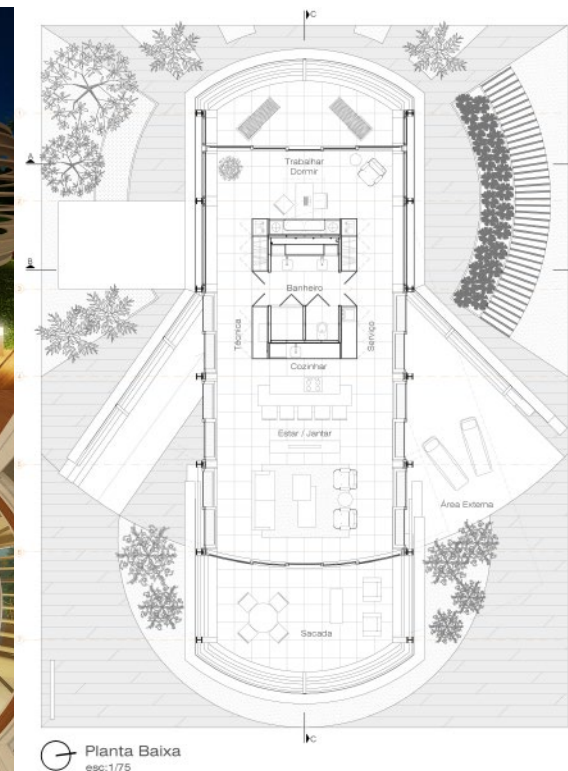 C
Trabalhar
Dormir
A
B
Banheiro
Técnica
Serviço
Cozinhar
Estar / Jantar
Área Externa
Sacada
C
Planta Baixa
esc:1/75